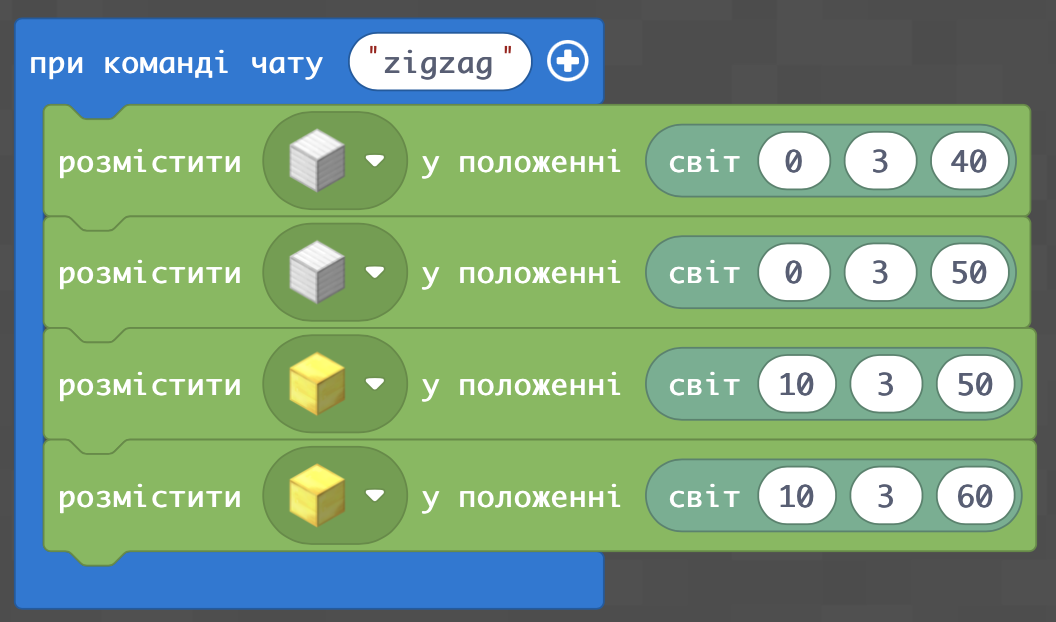 при команді чату "zigzag"
розмістити у положенні світ 0 3 40
розмістити у положенні світ 0 3 50
розмістити у положенні світ 10 3 50
розмістити у положенні світ 10 3 60